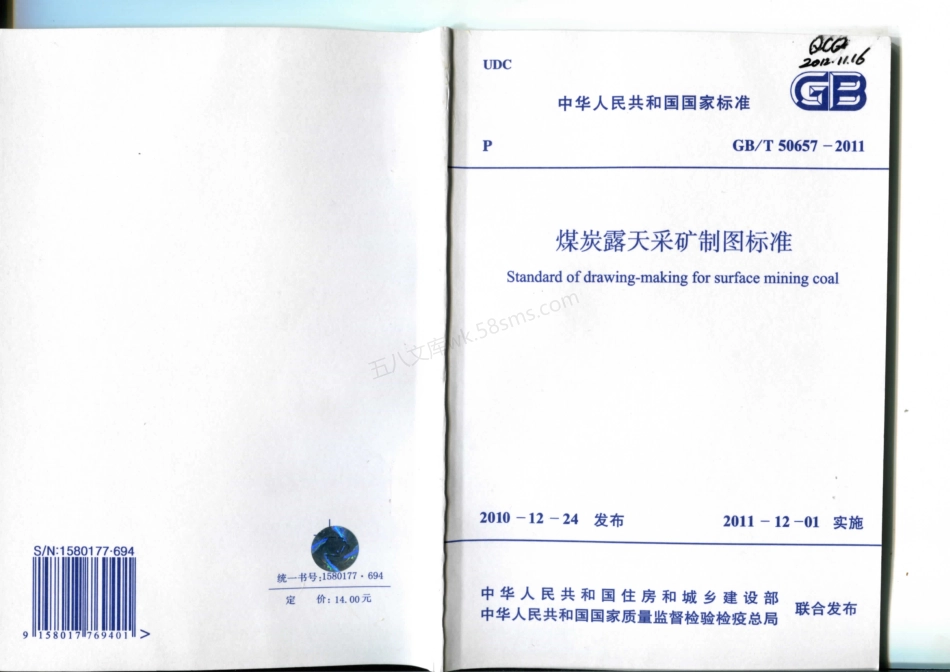 S/N:1580177·694
9 158017 769401 >
统一书号:1580177·694
定 价:14.00元
UDC
2012.11.16
GB
中华人民共和国国家标准
P GB/T 50657－2011
煤炭露天采矿制图标准
Standard of drawing-making for surface mining coal
五八文库wk.58sms.com
2010－12－24 发布 2011－12－01 实施
中华人民共和国住房和城乡建设部
中华人民共和国国家质量监督检验检疫总局
联合发布